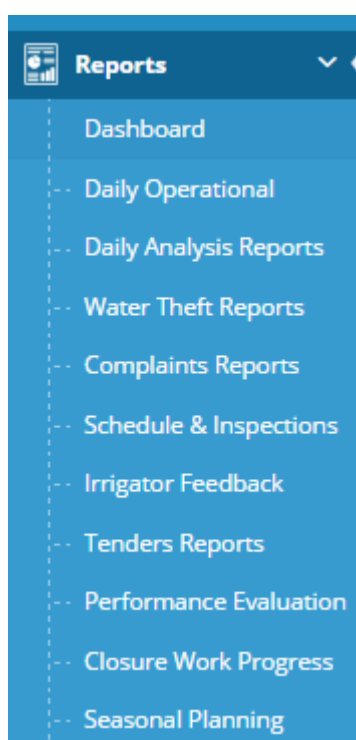 Reports
Dashboard
Daily Operational
Daily Analysis Reports
Water Theft Reports
Complaints Reports
Schedule & Inspections
Irrigator Feedback
Tenders Reports
Performance Evaluation
Closure Work Progress
Seasonal Planning